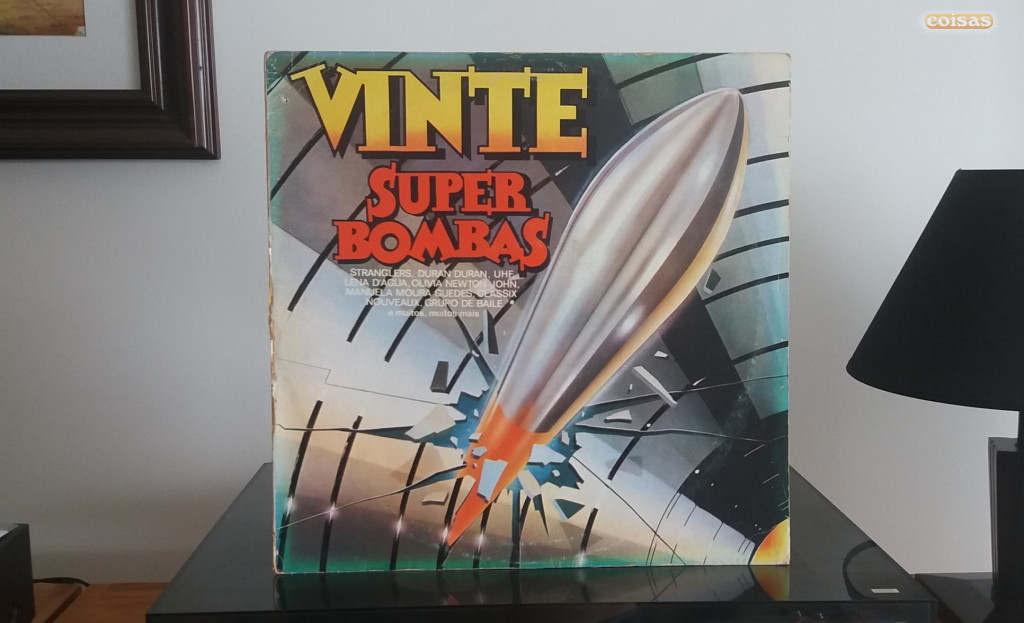 coisas
VINTE
SUPER
BOMBAS
STRANGLERS, DURAN DURAN, UHF,
LENA D'AGUA, OLIVIA NEWTON-JOHN,
MANUELA MOURA GUEDES, CLASSIX
NOUVEAUX, GRUPO DE BAILE
e muitos, muitos mais